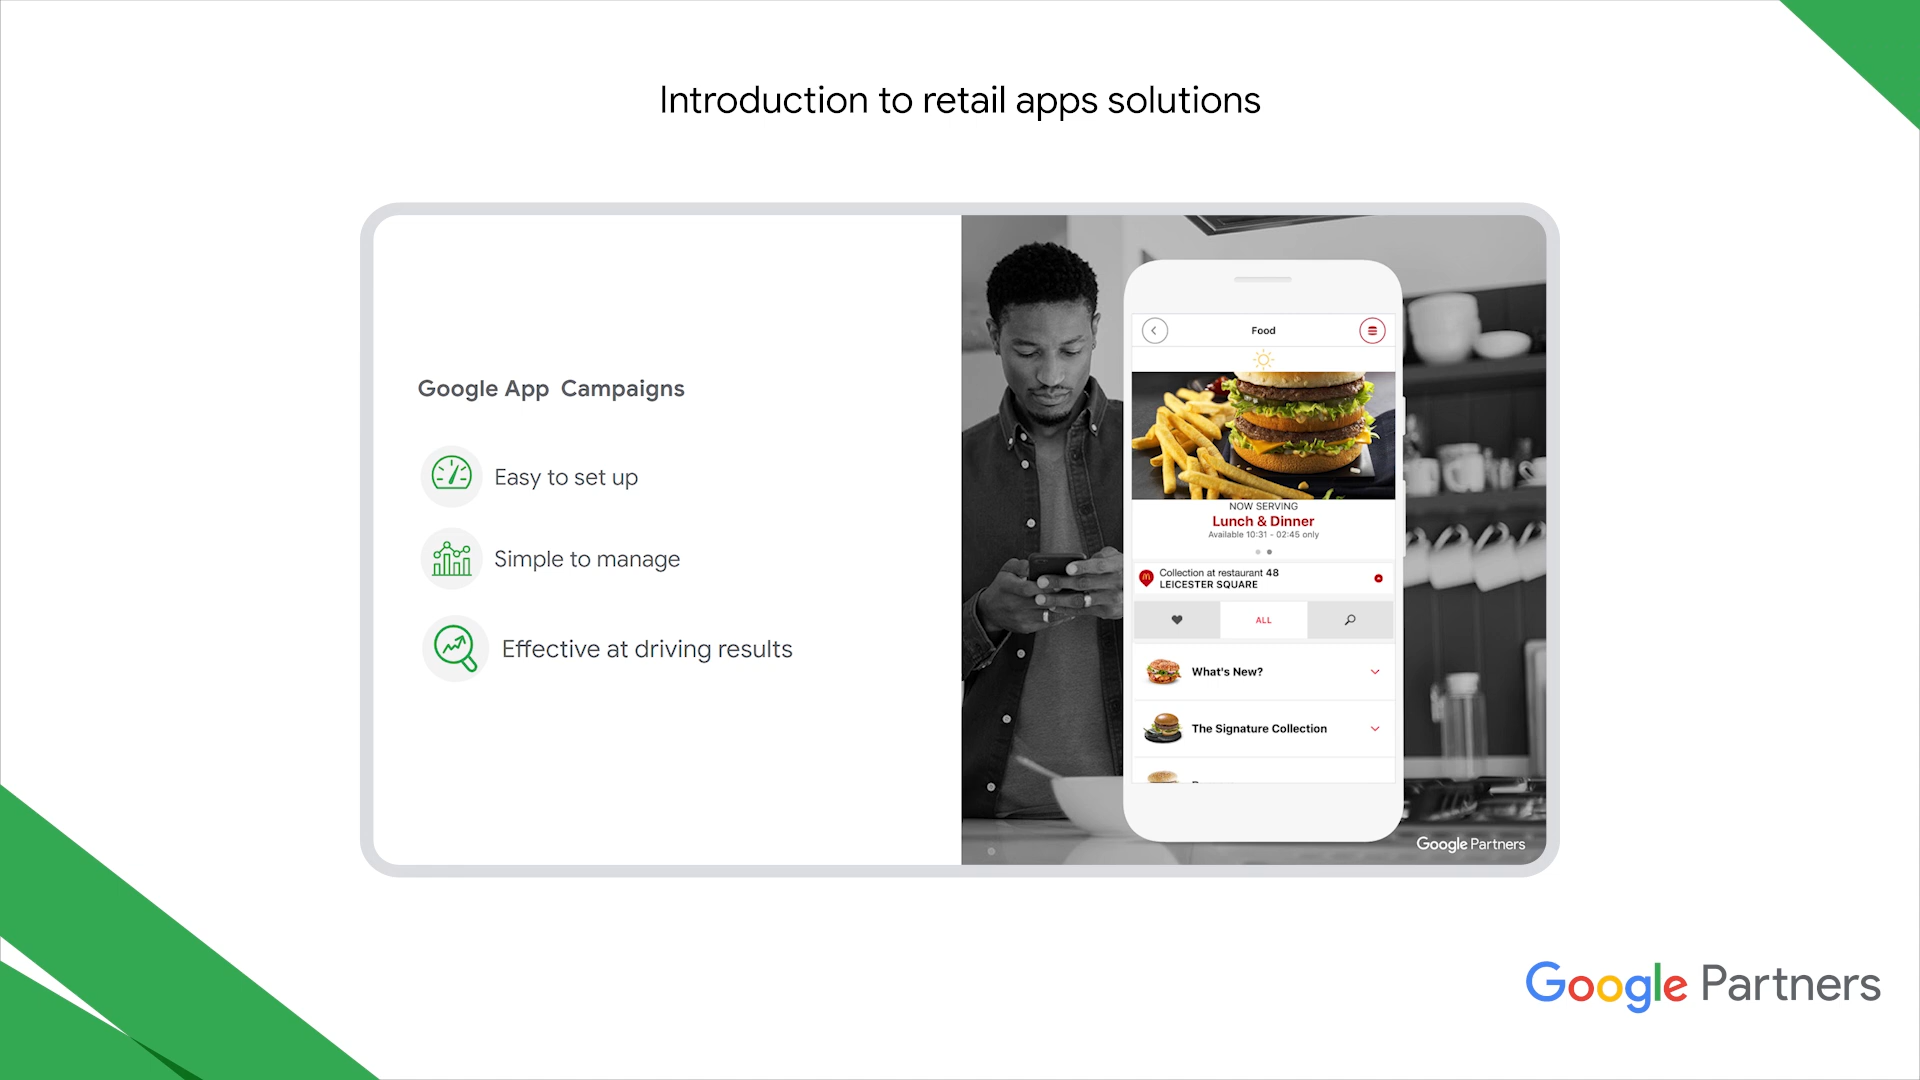 Introduction to retail apps solutions
Google App  Campaigns
Easy to set up
Simple to manage
Effective at driving results
Food
NOW SERVING
Lunch & Dinner
Available 10:31 - 02:45 only
Collection at restaurant 48
LEICESTER SQUARE
ALL
What's New?
The Signature Collection
Google Partners
Google Partners